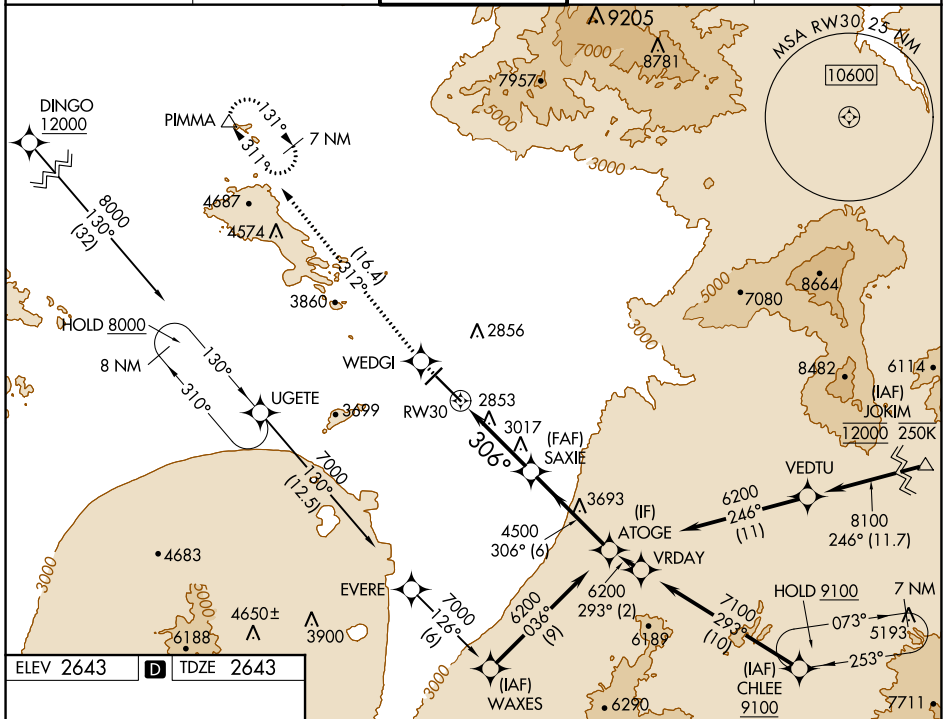 9205
7000
8781
7957
5000
3000
MSA RW30 25 NM
10600
DINGO
12000
PIMMA
131°
311°
7 NM
8000
130°
(32)
4687
4574
(16.4)
312°
3860
HOLD 8000
8 NM
130°
310°
UGETE
WEDGI
2856
RW30
2853
3017
3699
306°
(FAF)
SAXIE
3000
5000
7080
8664
8482
6114
(IAF)
JOKIM
12000 250K
VEDTU
6200
246°
(11)
8100
246° (11.7)
7000
130°
(12.5)
3693
4500
306° (6)
(IF)
ATOGE
VRDAY
6200
293° (2)
4683
3000
EVERE
7000
126°
(6)
6200
036°
(9)
7100
293°
(10)
HOLD 9100
7 NM
073°
5193
253°
5000
4650±
6188
3900
6189
(IAF)
WAXES
3000
6290
(IAF)
CHLEE
9100
7711
ELEV 2643 D TDZE 2643